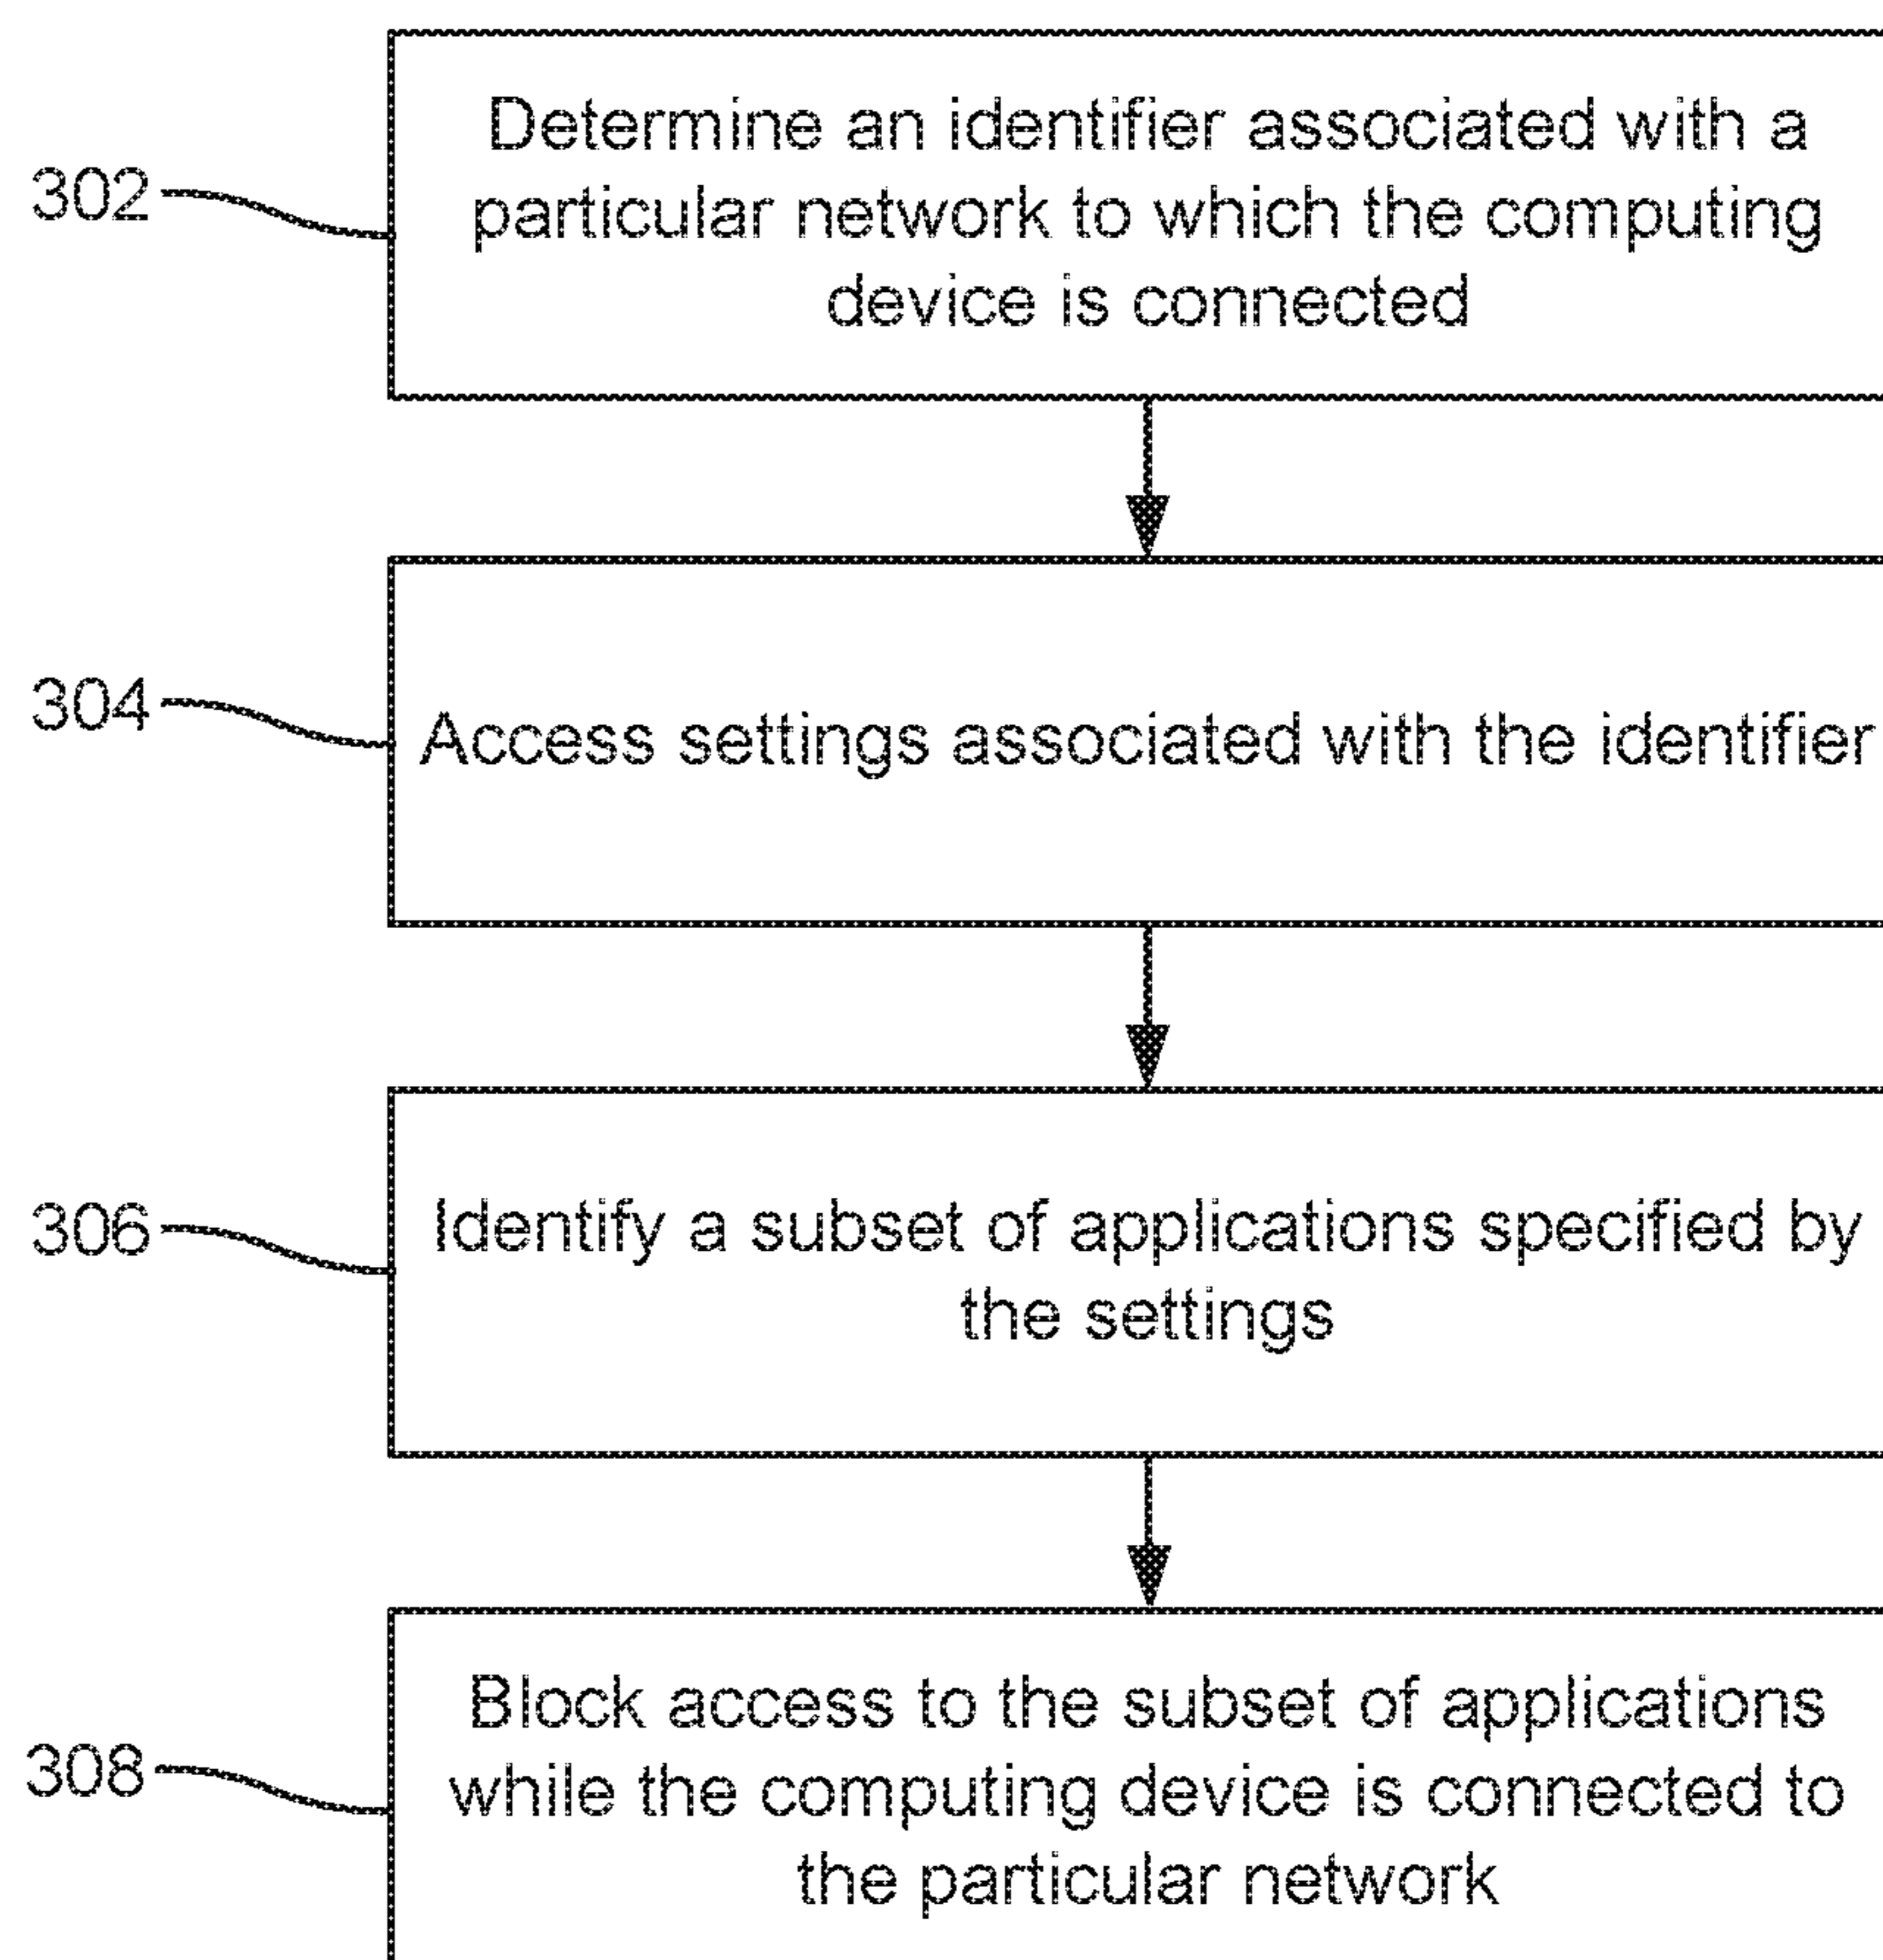 Determine an identifier associated with a
302
particular network to which the computing
device is connected
304
Access settings associated with the identifier
306
Identify a subset of applications specified by
the settings
Block access to the subset of applications
308
while the computing device is connected to
the particular network